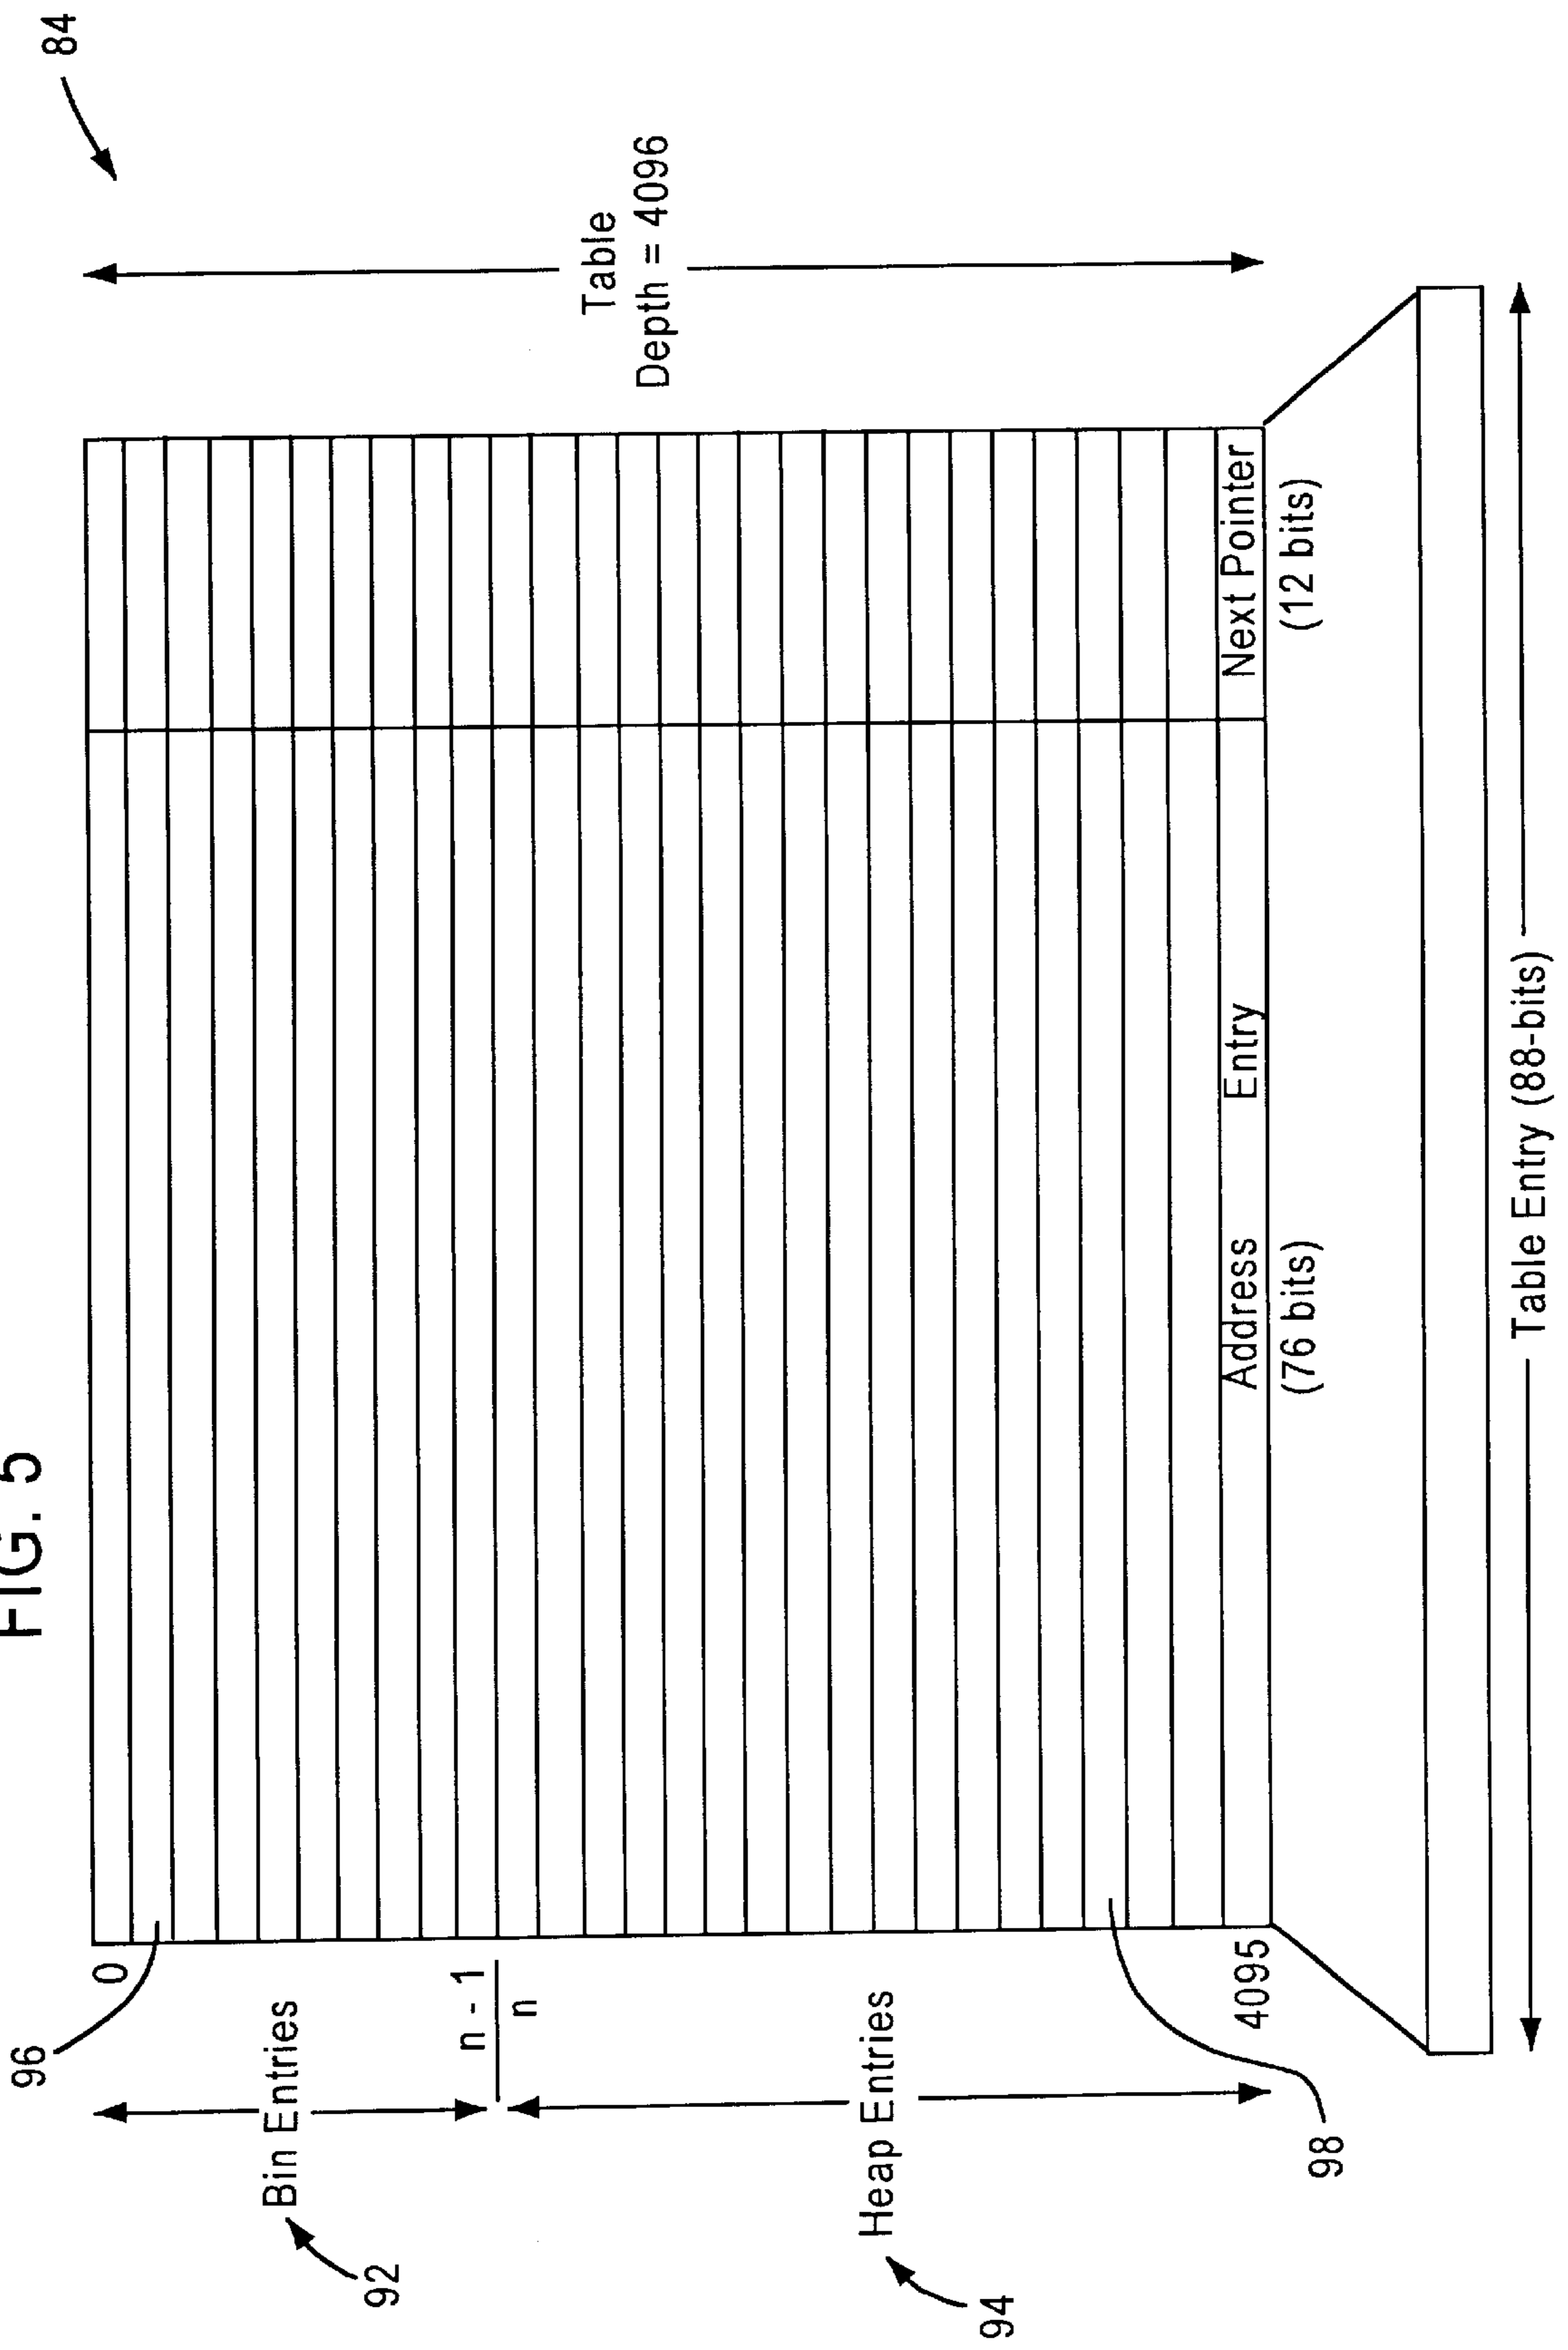 FIG. 5
84
96
0
Bin Entries
92
n - 1
n
Heap Entries
94
98
4095
Table
Depth = 4096
Address Entry
(76 bits)
Next Pointer
(12 bits)
Table Entry (88-bits)